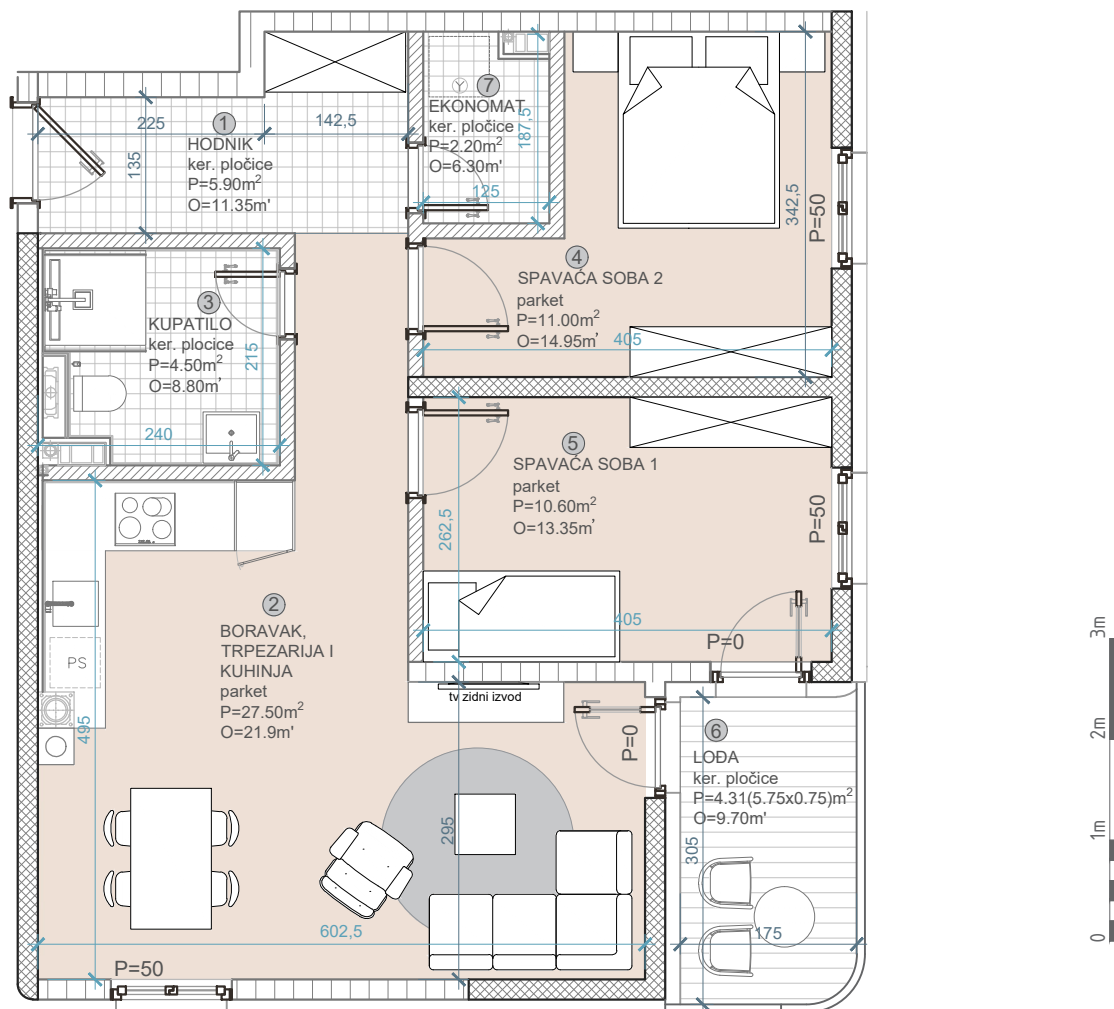 225
1
142,5
135
HODNIK
ker. pločice
P=5.90m²
O=11.35m'
7
EKONOMAT
ker. pločice
P=2.20m²
O=6.30m'
187,5
125
342,5
P=50
4
SPAVAĆA SOBA 2
parket
P=11.00m²
O=14.95m'
405
3
KUPATILO
ker. plocice
P=4.50m²
O=8.80m'
215
240
5
SPAVAĆA SOBA 1
parket
P=10.60m²
O=13.35m'
262,5
P=50
405
P=0
2
BORAVAK,
TRPEZARIJA I
KUHINJA
parket
P=27.50m²
O=21.9m'
PS
495
tv zidni izvod
P=0
6
LOĐA
ker. pločice
P=4.31(5.75x0.75)m²
O=9.70m'
295
305
602,5
175
P=50
3m
2m
1m
0